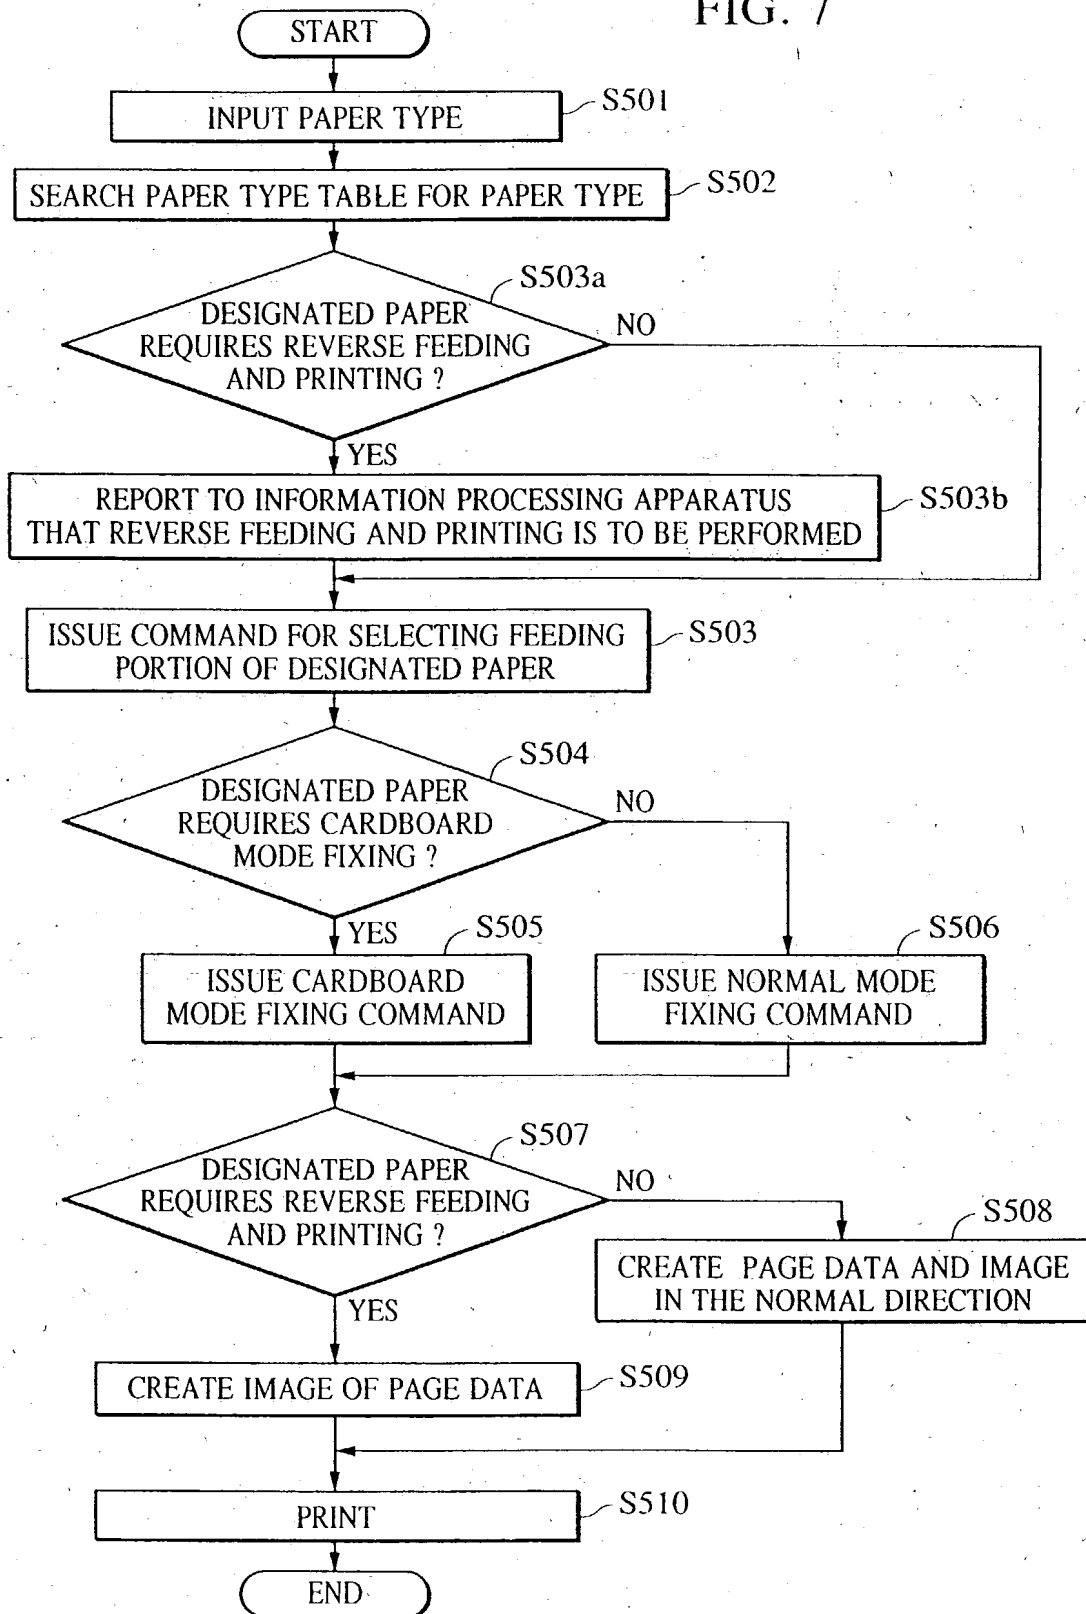 FIG. 7
START
INPUT PAPER TYPE
S501
SEARCH PAPER TYPE TABLE FOR PAPER TYPE
S502
S503a
DESIGNATED PAPER
REQUIRES REVERSE FEEDING
AND PRINTING ?
NO
YES
REPORT TO INFORMATION PROCESSING APPARATUS
THAT REVERSE FEEDING AND PRINTING IS TO BE PERFORMED
S503b
ISSUE COMMAND FOR SELECTING FEEDING
PORTION OF DESIGNATED PAPER
S503
S504
DESIGNATED PAPER
REQUIRES CARDBOARD
MODE FIXING ?
NO
YES
S505
S506
ISSUE CARDBOARD
MODE FIXING COMMAND
ISSUE NORMAL MODE
FIXING COMMAND
S507
DESIGNATED PAPER
REQUIRES REVERSE FEEDING
AND PRINTING ?
NO
YES
S508
CREATE PAGE DATA AND IMAGE
IN THE NORMAL DIRECTION
CREATE IMAGE OF PAGE DATA
S509
PRINT
S510
END